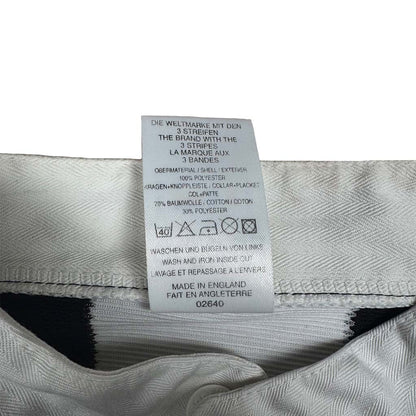 DIE WELTMARKE MIT DEN
3 STREIFEN
THE BRAND WITH THE
3 STRIPES
LA MARQUE AUX
3 BANDES
OBERMATERIAL / SHELL / EXTERIEUR
100% POLYESTER
KRAGEN+KNOPFLEISTE / COLLAR+PLACKET
COL+PATTE
70% BAUMWOLLE / COTTON / COTON
30% POLYESTER
40
WASCHEN UND BÜGELN VON LINKS
WASH AND IRON INSIDE OUT
LAVAGE ET REPASSAGE A L'ENVERS
MADE IN ENGLAND
FAIT EN ANGLETERRE
02640